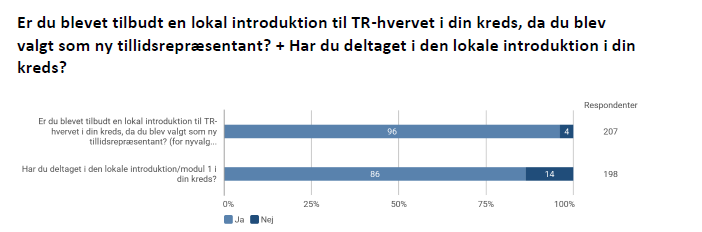 Er du blevet tilbudt en lokal introduktion til TR-hvervet i din kreds, da du blev
valgt som ny tillidsrepræsentant? + Har du deltaget i den lokale introduktion i din
kreds?
Respondenter
Er du blevet tilbudt en lokal introduktion til TR-
hvervet i din kreds, da du blev valgt som ny
tillidsrepræsentant? (for nyvalg...
96
4
207
Har du deltaget i den lokale introduktion/modul 1 i
din kreds?
86
14
198
0%
25%
50%
75%
100%
Ja
Nej